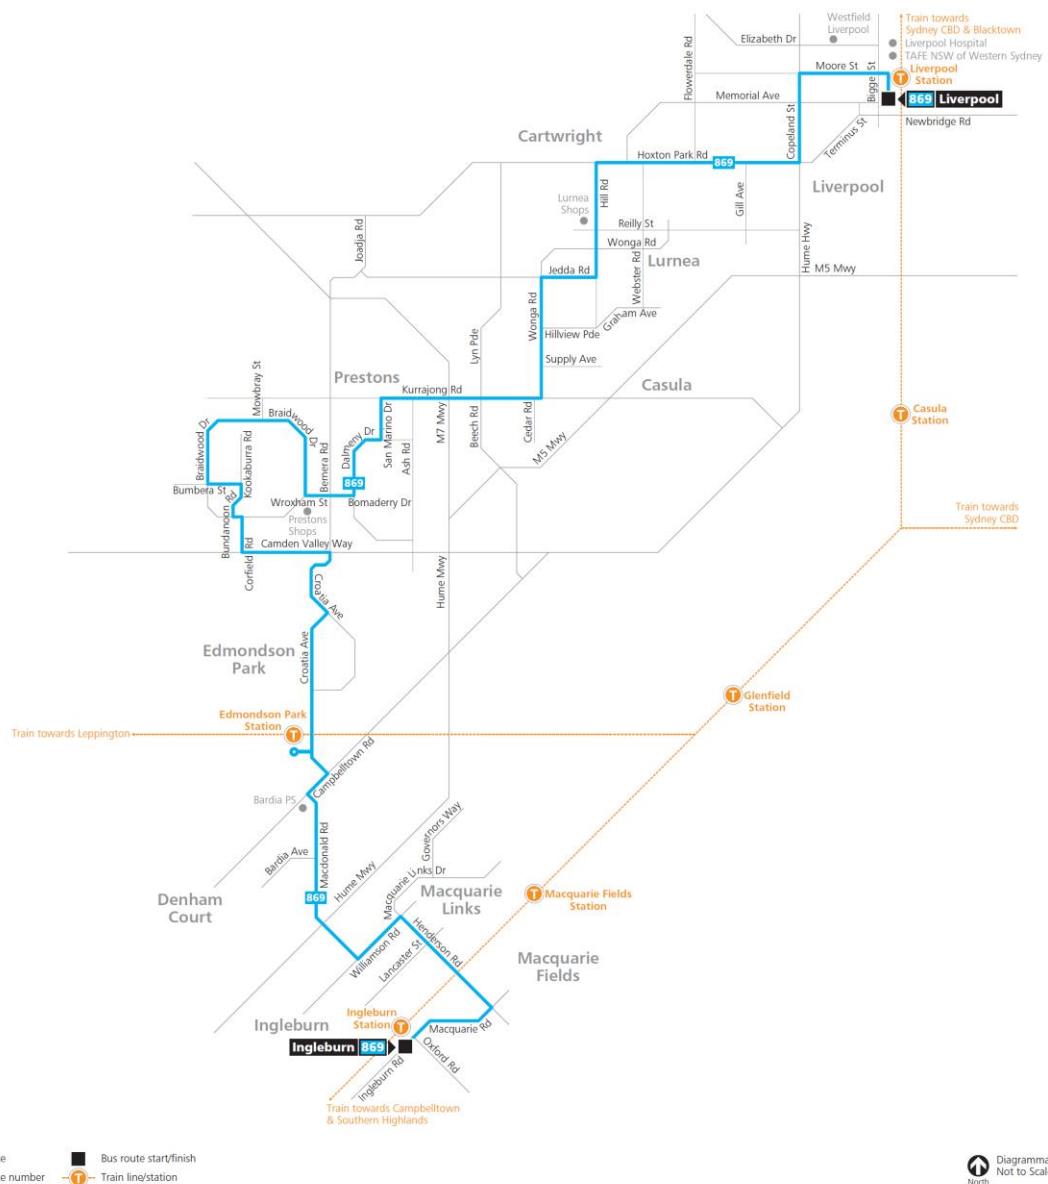 Westfield
Liverpool
Train towards
Sydney CBD & Blacktown
Elizabeth Dr
Liverpool Hospital
TAFE NSW of Western Sydney
Flowerdale Rd
Moore St
Bigge St
Liverpool
Station
869 Liverpool
Memorial Ave
Copeland St
Terminus St
Newbridge Rd
Cartwright
Hoxton Park Rd
869
Liverpool
Hill Rd
Gill Ave
Lurnea
Shops
Reilly St
Joadja Rd
Wonga Rd
Hume Hwy
Lurnea
Jedda Rd
Webster Rd
M5 Mwy
Wonga Rd
Graham Ave
Hillview Pde
Lyn Pde
Supply Ave
Prestons
Casula
Kurrajong Rd
Mowbray St
Braidwood Dr
Braidwood Dr
Kookaburra Rd
Bernera Rd
Dalmeny Dr
San Marino Dr
Ash Rd
M7 Mwy
Beech Rd
Cedar Rd
M5 Mwy
Casula
Station
869
Bumbera St
Bundanoon Rd
Wroxham St
Bomaderry Dr
Prestons
Shops
Train towards
Sydney CBD
Camden Valley Way
Corfield Rd
Croatia Ave
Hume Mwy
Croatia Ave
Edmondson
Park
Glenfield
Station
Edmondson Park
Station
Train towards Leppington
Campbelltown Rd
Bardia PS
Macdonald Rd
Bardia Ave
Governors Way
Hume Mwy
Macquarie Links Dr
Denham
Court
869
Macquarie
Links
Macquarie Fields
Station
Williamson Rd
Lancaster St
Henderson Rd
Macquarie
Fields
Ingleburn
Ingleburn
Station
Macquarie Rd
Ingleburn 869
Ingleburn Rd
Oxford Rd
Train towards Campbelltown
& Southern Highlands
Bus route start/finish
number
Train line/station
Diagramma
Not to Scal
North